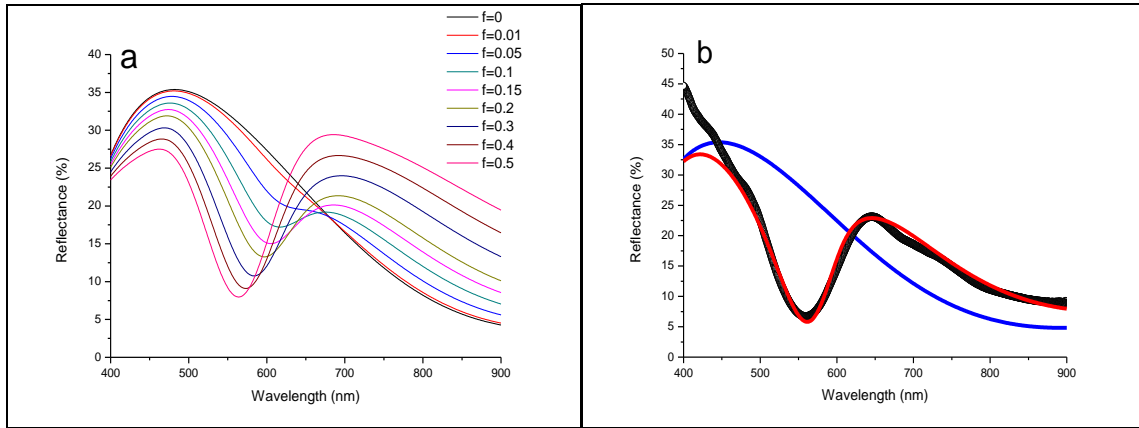 a
f=0
f=0.01
f=0.05
f=0.1
f=0.15
f=0.2
f=0.3
f=0.4
f=0.5
40
35
30
25
20
15
10
5
0
Reflectance (%)
400 500 600 700 800 900
Wavelength (nm)
b
50
45
40
35
30
25
20
15
10
5
0
Reflectance (%)
400 500 600 700 800 900
Wavelength (nm)